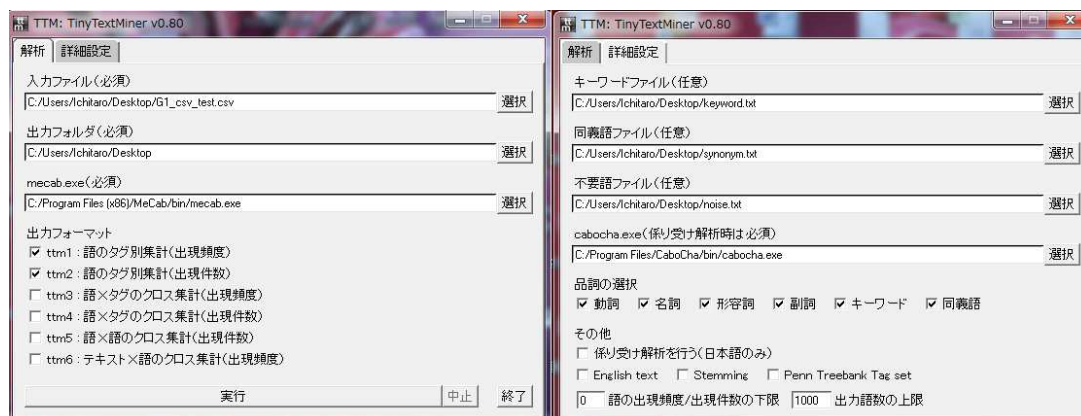 TTM: TinyTextMiner v0.80
解析 詳細設定
入力ファイル(必須)
C:/Users/Ichitaro/Desktop/G1_csv_test.csv 選択
出力フォルダ(必須)
C:/Users/Ichitaro/Desktop 選択
mecab.exe(必須)
C:/Program Files (x86)/MeCab/bin/mecab.exe 選択
出力フォーマット
ttm1 : 語のタグ別集計(出現頻度)
ttm2 : 語のタグ別集計(出現件数)
ttm3 : 語×タグのクロス集計(出現頻度)
ttm4 : 語×タグのクロス集計(出現件数)
ttm5 : 語×語のクロス集計(出現件数)
ttm6 : テキスト×語のクロス集計(出現頻度)
実行 中止 終了
TTM: TinyTextMiner v0.80
解析 詳細設定
キーワードファイル(任意)
C:/Users/Ichitaro/Desktop/keyword.txt 選択
同義語ファイル(任意)
C:/Users/Ichitaro/Desktop/synonym.txt 選択
不要語ファイル(任意)
C:/Users/Ichitaro/Desktop/noise.txt 選択
cabocha.exe(係り受け解析時は必須)
C:/Program Files/CaboCha/bin/cabocha.exe 選択
品詞の選択
動詞 名詞 形容詞 副詞 キーワード 同義語
その他
係り受け解析を行う(日本語のみ)
English text Stemming Penn Treebank Tag set
0 語の出現頻度/出現件数の下限 1000 出力語数の上限